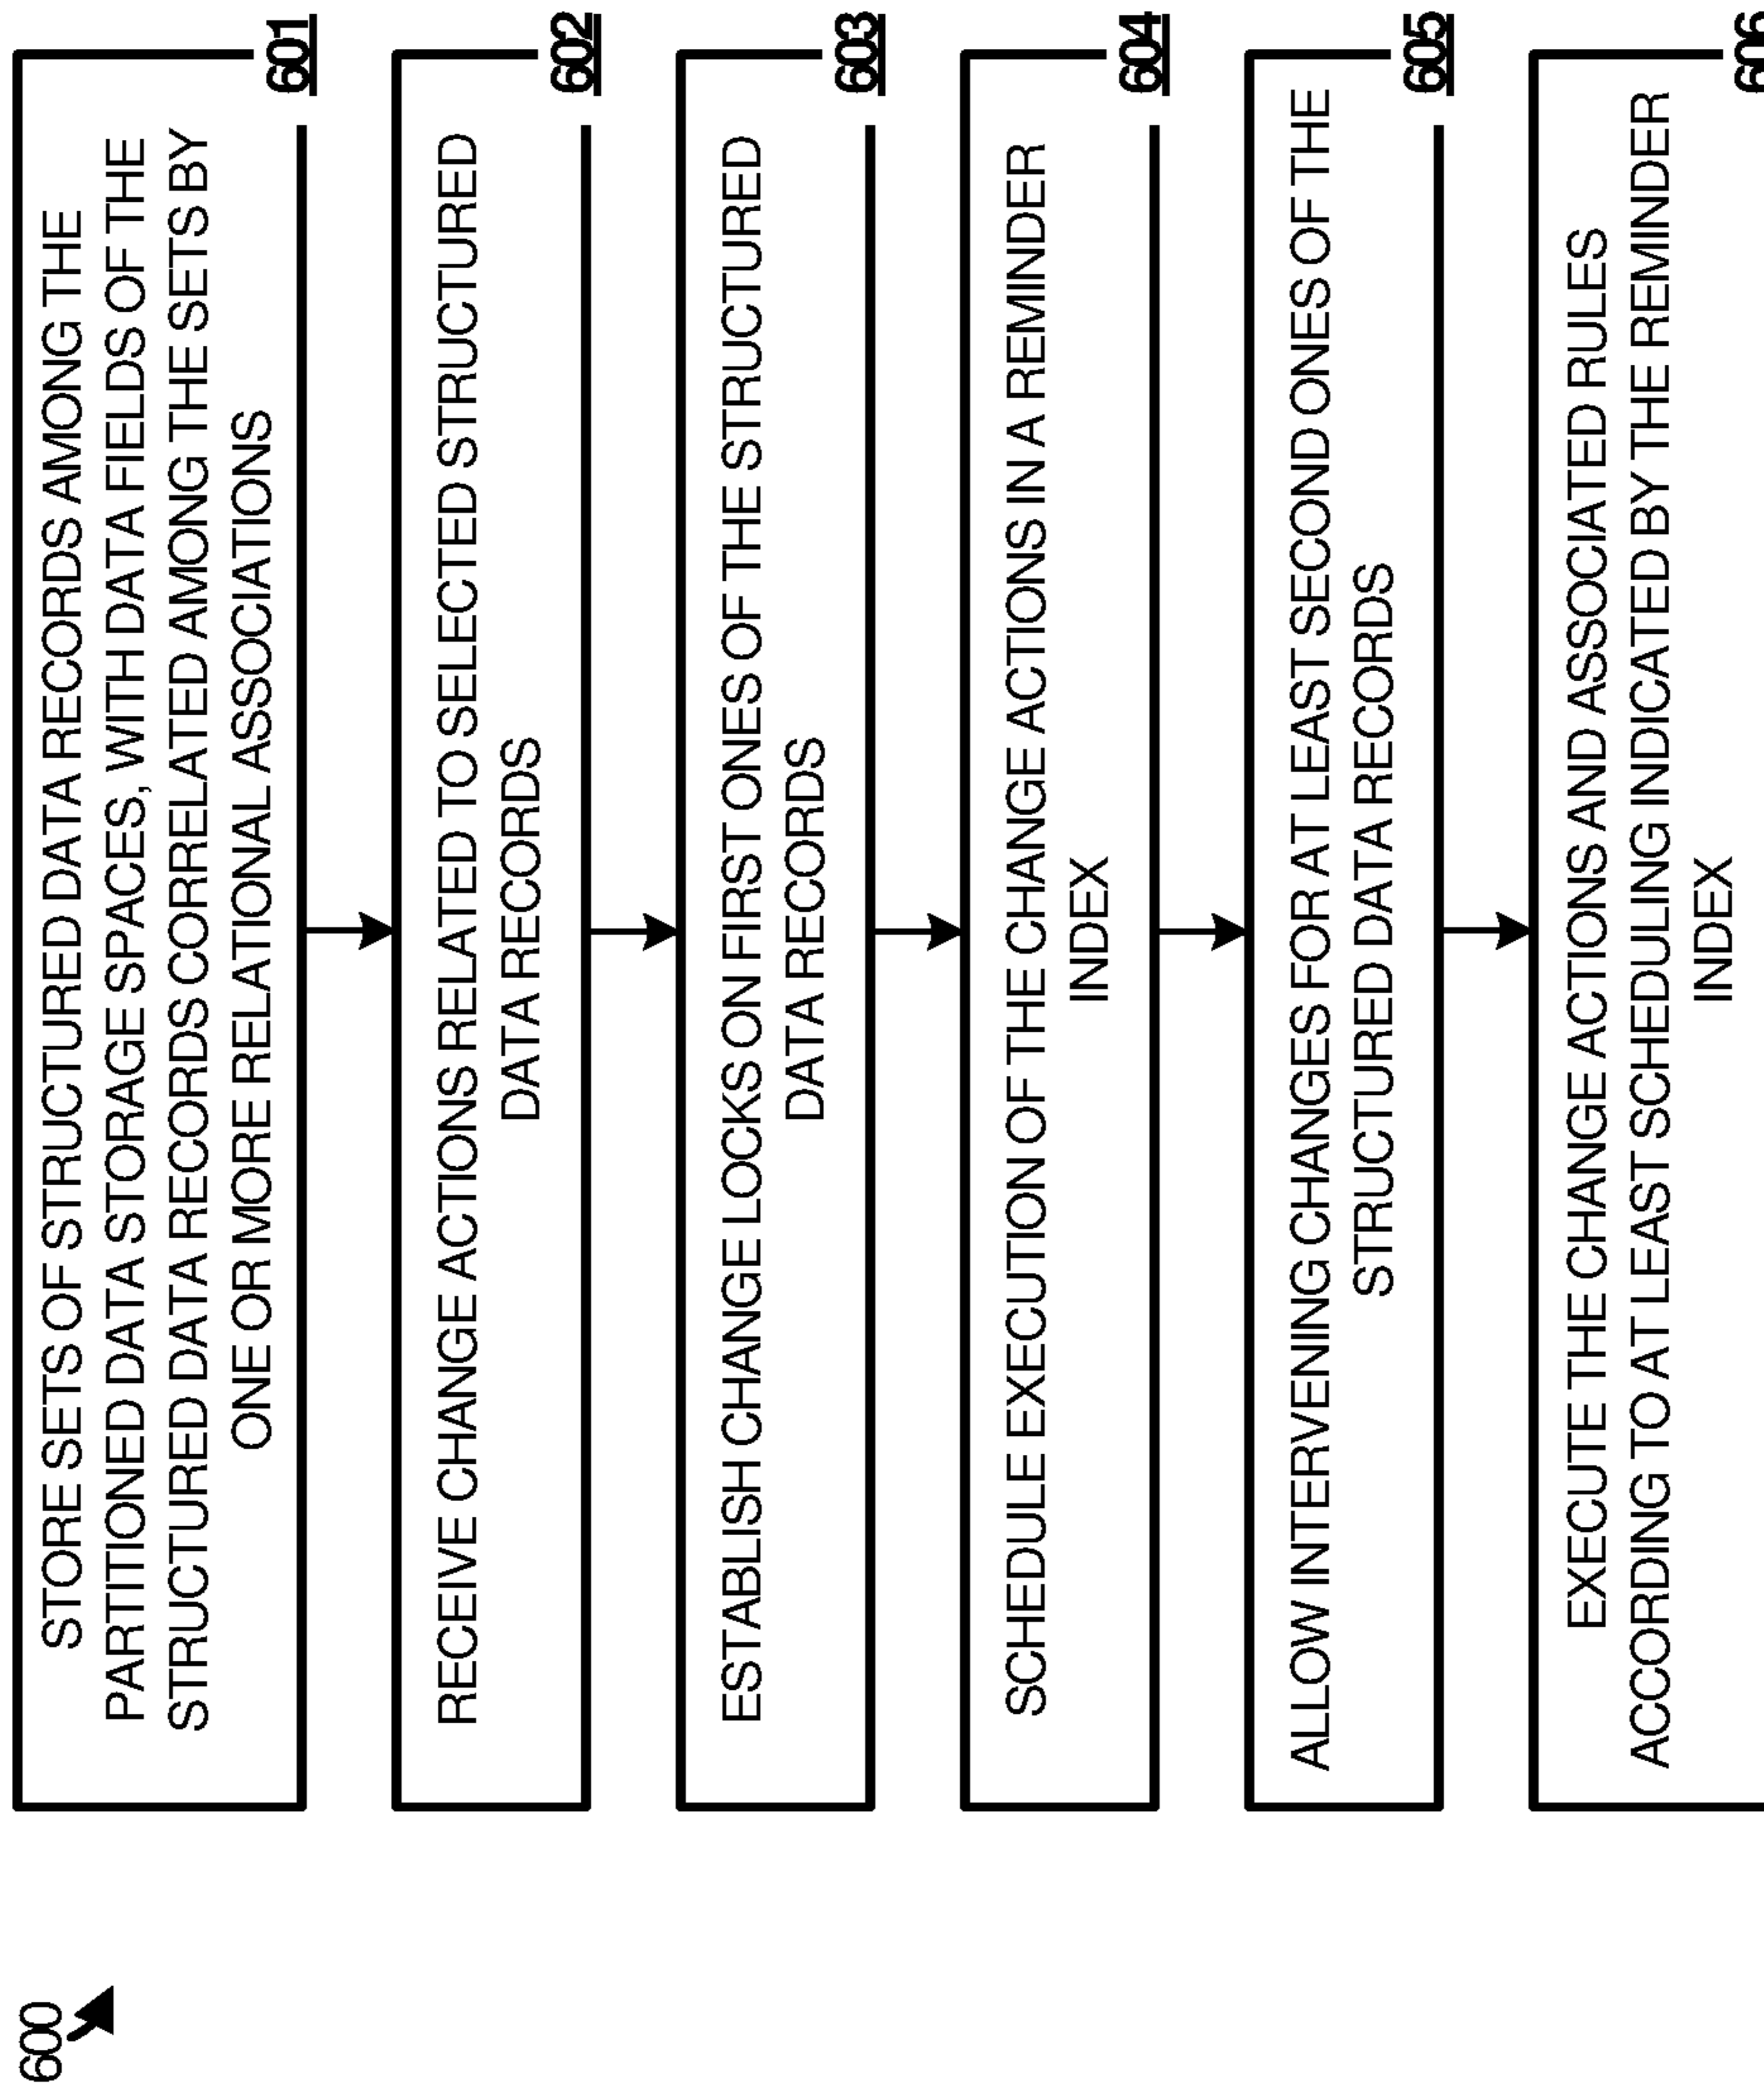 600
STORE SETS OF STRUCTURED DATA RECORDS AMONG THE
PARTITIONED DATA STORAGE SPACES, WITH DATA FIELDS OF THE
STRUCTURED DATA RECORDS CORRELATED AMONG THE SETS BY
ONE OR MORE RELATIONAL ASSOCIATIONS
601
RECEIVE CHANGE ACTIONS RELATED TO SELECTED STRUCTURED
DATA RECORDS
602
ESTABLISH CHANGE LOCKS ON FIRST ONES OF THE STRUCTURED
DATA RECORDS
603
SCHEDULE EXECUTION OF THE CHANGE ACTIONS IN A REMINDER
INDEX
604
ALLOW INTERVENING CHANGES FOR AT LEAST SECOND ONES OF THE
STRUCTURED DATA RECORDS
605
EXECUTE THE CHANGE ACTIONS AND ASSOCIATED RULES
ACCORDING TO AT LEAST SCHEDULING INDICATED BY THE REMINDER
INDEX
606